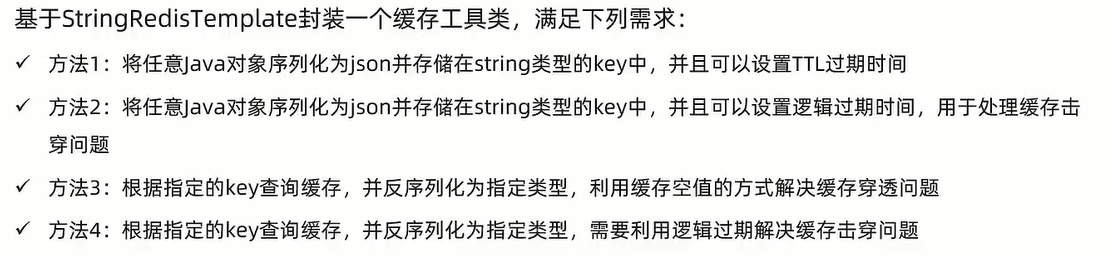 基于StringRedisTemplate封装一个缓存工具类，满足下列需求：
✓ 方法1：将任意Java对象序列化为json并存储在string类型的key中，并且可以设置TTL过期时间
✓ 方法2：将任意Java对象序列化为json并存储在string类型的key中，并且可以设置逻辑过期时间，用于处理缓存击
穿问题
✓ 方法3：根据指定的key查询缓存，并反序列化为指定类型，利用缓存空值的方式解决缓存穿透问题
✓ 方法4：根据指定的key查询缓存，并反序列化为指定类型，需要利用逻辑过期解决缓存击穿问题